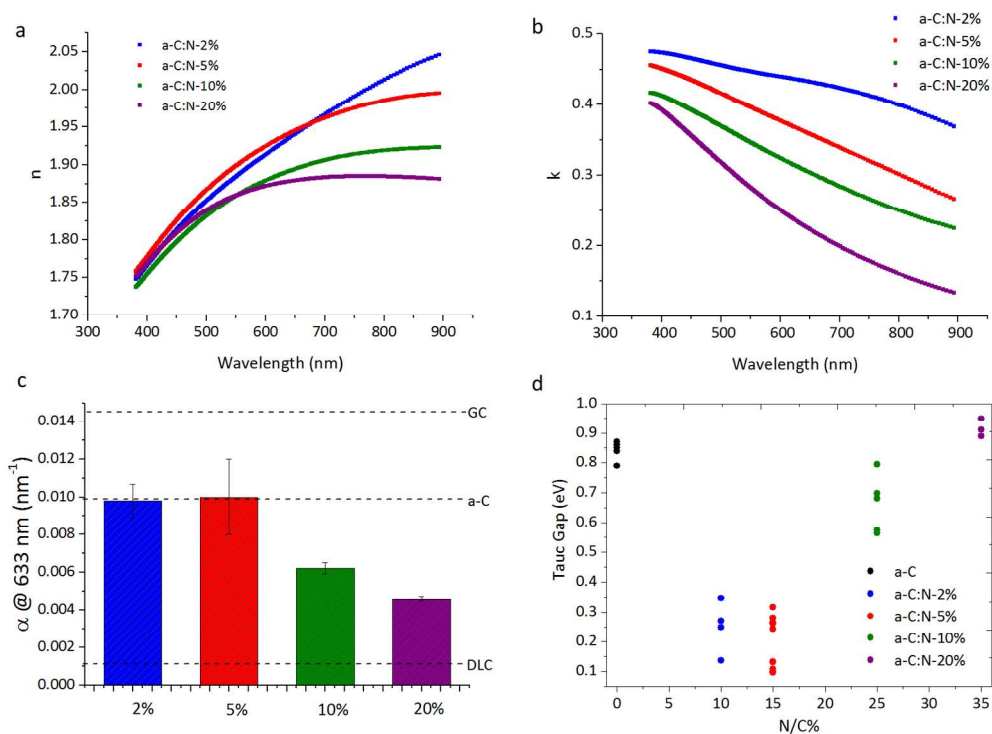 a
a-C:N-2%
a-C:N-5%
a-C:N-10%
a-C:N-20%
2.05
2.00
1.95
1.90
1.85
1.80
1.75
1.70
n
300 400 500 600 700 800 900
Wavelength (nm)
b
a-C:N-2%
a-C:N-5%
a-C:N-10%
a-C:N-20%
0.5
0.4
0.3
0.2
0.1
k
300 400 500 600 700 800 900
Wavelength (nm)
c
0.014
0.012
0.010
0.008
0.006
0.004
0.002
0.000
α @ 633 nm (nm⁻¹)
GC
a-C
DLC
2% 5% 10% 20%
d
1.0
0.9
0.8
0.7
0.6
0.5
0.4
0.3
0.2
0.1
Tauc Gap (eV)
a-C
a-C:N-2%
a-C:N-5%
a-C:N-10%
a-C:N-20%
0 5 10 15 20 25 30 35
N/C%